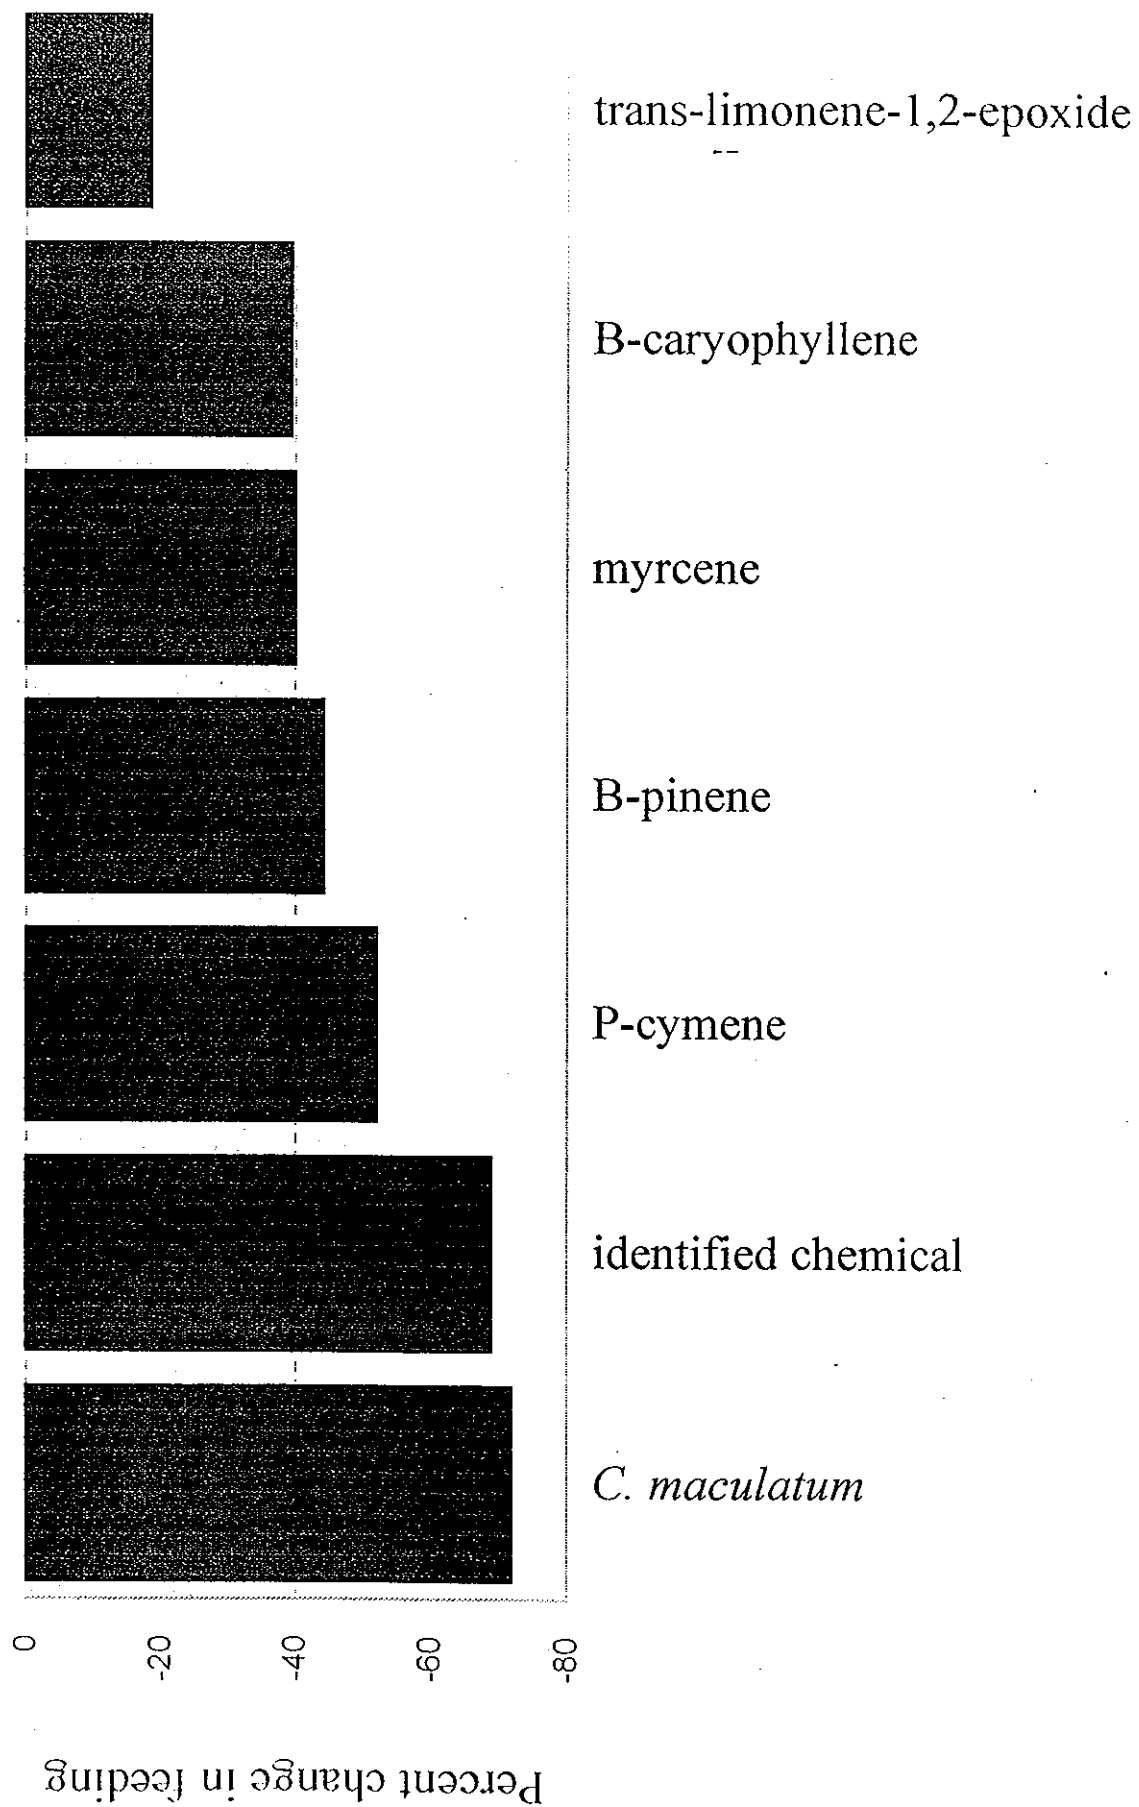 trans-limonene-1,2-epoxide
B-caryophyllene
myrcene
B-pinene
P-cymene
identified chemical
C. maculatum
0
-20
-40
-60
-80
Percent change in feeding